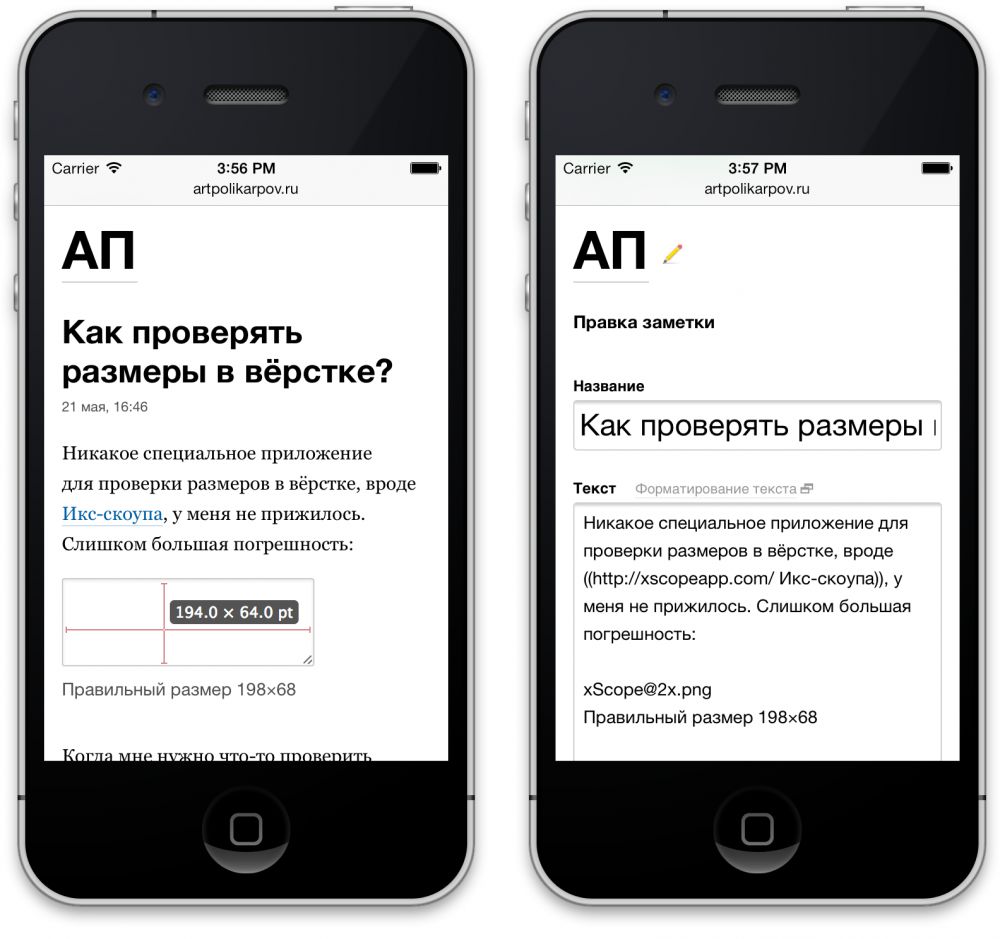 Carrier 3:56 PM
artpolikarpov.ru
АП
Как проверять
размеры в вёрстке?
21 мая, 16:46
Никакое специальное приложение
для проверки размеров в вёрстке, вроде
Икс-скоупа, у меня не прижилось.
Слишком большая погрешность:
194.0 × 64.0 pt
Правильный размер 198×68
Когда мне нужно что-то проверить
Carrier 3:57 PM
artpolikarpov.ru
АП
Правка заметки
Название
Как проверять размеры
Текст Форматирование текста
Никакое специальное приложение для
проверки размеров в вёрстке, вроде
((http://xscopeapp.com/ Икс-скоупа)), у
меня не прижилось. Слишком большая
погрешность:
xScope@2x.png
Правильный размер 198×68